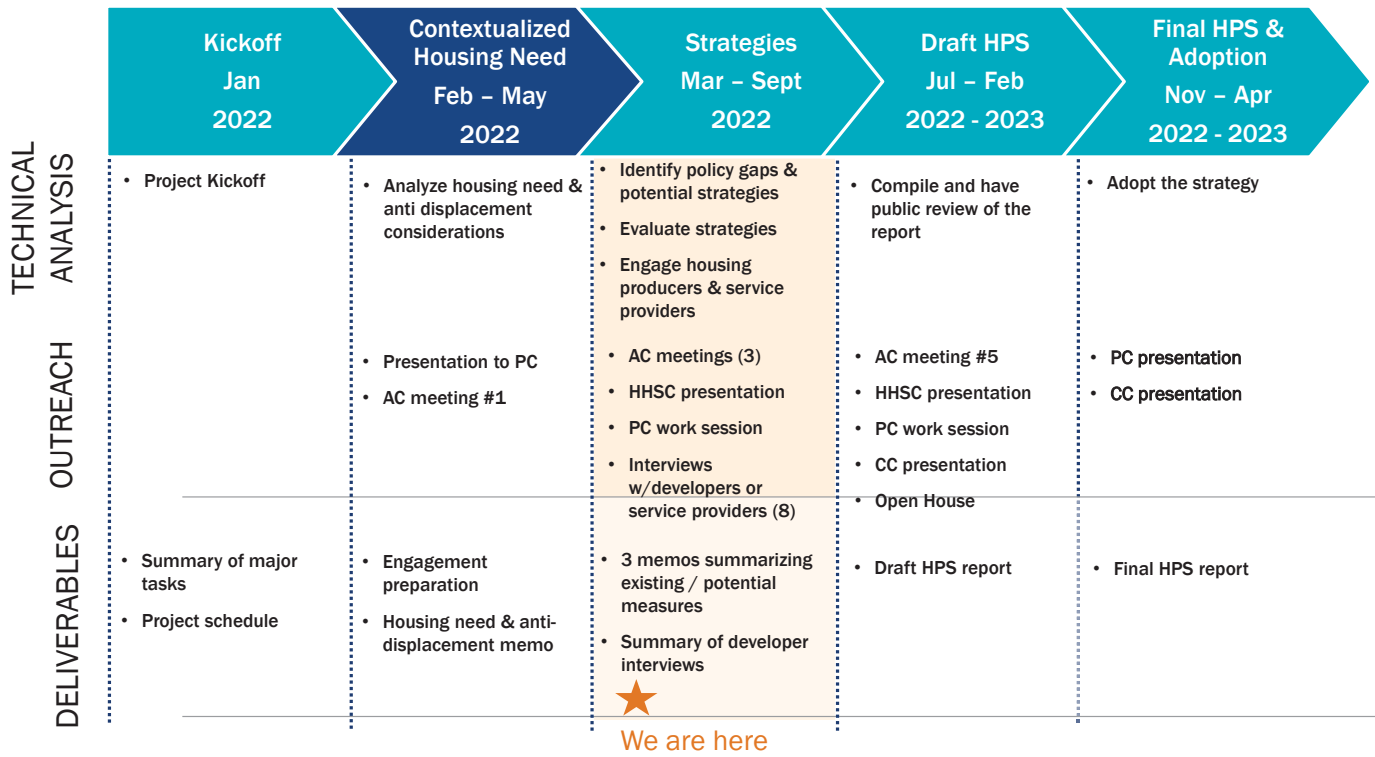 Kickoff
Jan
2022
Contextualized
Housing Need
Feb – May
2022
Strategies
Mar – Sept
2022
Draft HPS
Jul – Feb
2022 - 2023
Final HPS &
Adoption
Nov – Apr
2022 - 2023
TECHNICAL
ANALYSIS
• Project Kickoff
• Analyze housing need &
anti displacement
considerations
• Identify policy gaps &
potential strategies
• Evaluate strategies
• Engage housing
producers & service
providers
• Compile and have
public review of the
report
• Adopt the strategy
OUTREACH
• Presentation to PC
• AC meeting #1
• AC meetings (3)
• HHSC presentation
• PC work session
• Interviews
w/developers or
service providers (8)
• AC meeting #5
• HHSC presentation
• PC work session
• CC presentation
• Open House
• PC presentation
• CC presentation
DELIVERABLES
• Summary of major
tasks
• Project schedule
• Engagement
preparation
• Housing need & anti-
displacement memo
• 3 memos summarizing
existing / potential
measures
• Summary of developer
interviews
• Draft HPS report
• Final HPS report
We are here